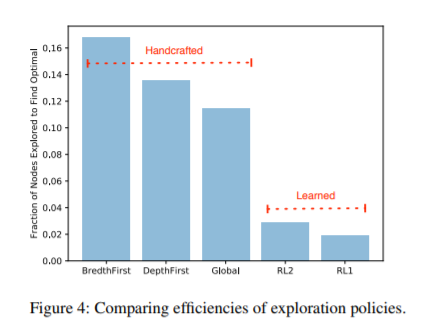 Fraction of Nodes Explored to Find Optimal
0.16
0.14
0.12
0.10
0.08
0.06
0.04
0.02
0.00
Handcrafted
Learned
BredthFirst DepthFirst Global RL2 RL1
Figure 4: Comparing efficiencies of exploration policies.